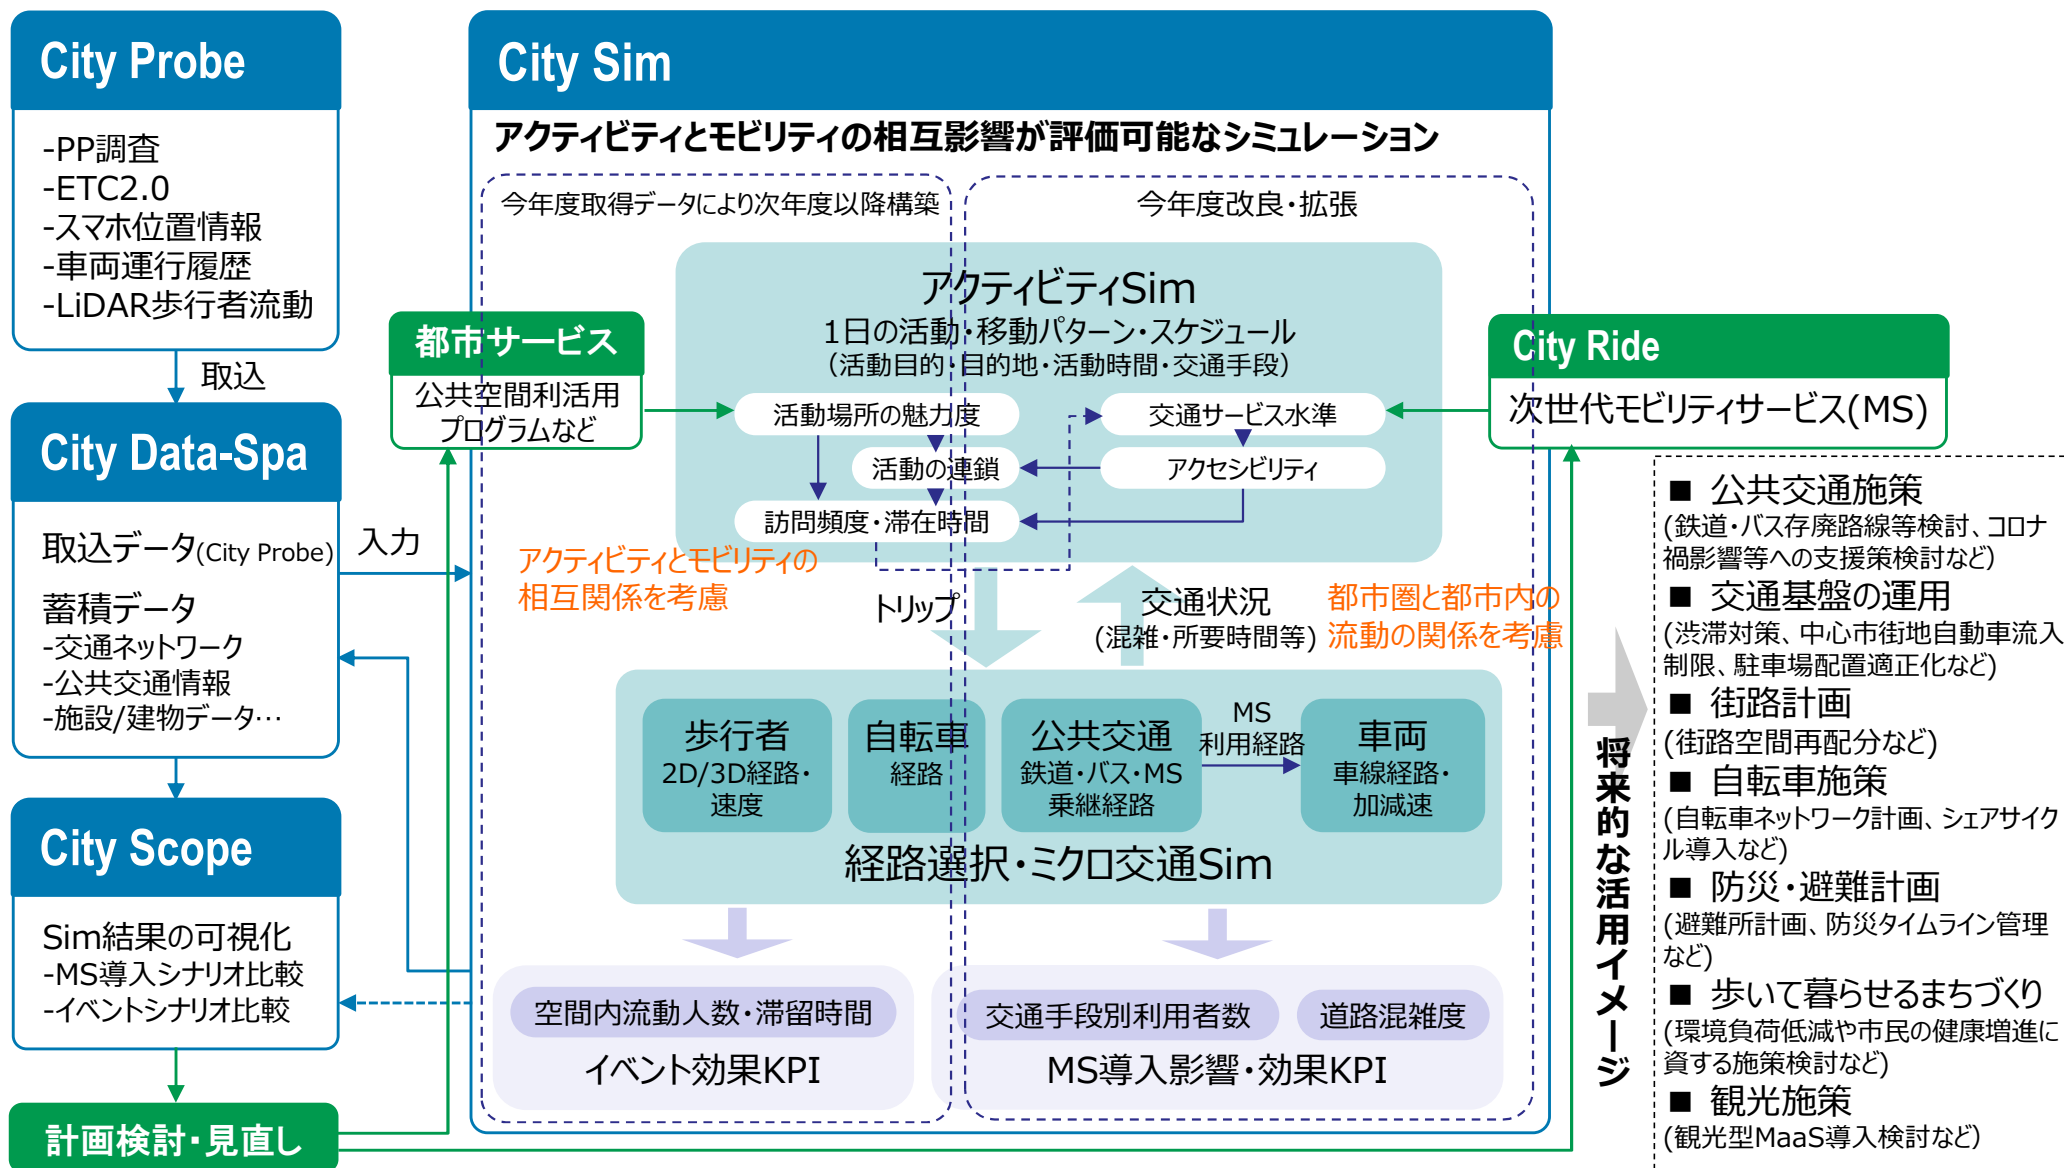 City Probe
-PP調査
-ETC2.0
-スマホ位置情報
-車両運行履歴
-LiDAR歩行者流動
取込
City Data-Spa
取込データ(City Probe)
蓄積データ
-交通ネットワーク
-公共交通情報
-施設/建物データ…
入力
City Scope
Sim結果の可視化
-MS導入シナリオ比較
-イベントシナリオ比較
計画検討・見直し
都市サービス
公共空間利活用
プログラムなど
City Sim
アクティビティとモビリティの相互影響が評価可能なシミュレーション
今年度取得データにより次年度以降構築
今年度改良・拡張
アクティビティSim
1日の活動・移動パターン・スケジュール
（活動目的・目的地・活動時間・交通手段）
活動場所の魅力度
交通サービス水準
活動の連鎖
アクセシビリティ
訪問頻度・滞在時間
アクティビティとモビリティの
相互関係を考慮
トリップ
交通状況
(混雑・所要時間等)
都市圏と都市内の
流動の関係を考慮
歩行者
2D/3D経路・
速度
自転車
経路
公共交通
鉄道・バス・MS
乗継経路
MS
利用経路
車両
車線経路・
加減速
経路選択・ミクロ交通Sim
空間内流動人数・滞留時間
イベント効果KPI
交通手段別利用者数
道路混雑度
MS導入影響・効果KPI
City Ride
次世代モビリティサービス(MS)
将来的な活用イメージ
■ 公共交通施策
(鉄道・バス存廃路線等検討、コロナ
禍影響等への支援策検討など)
■ 交通基盤の運用
(渋滞対策、中心市街地自動車流入
制限、駐車場配置適正化など)
■ 街路計画
(街路空間再配分など)
■ 自転車施策
(自転車ネットワーク計画、シェアサイク
ル導入など)
■ 防災・避難計画
(避難所計画、防災タイムライン管理
など)
■ 歩いて暮らせるまちづくり
(環境負荷低減や市民の健康増進に
資する施策検討など)
■ 観光施策
(観光型MaaS導入検討など)